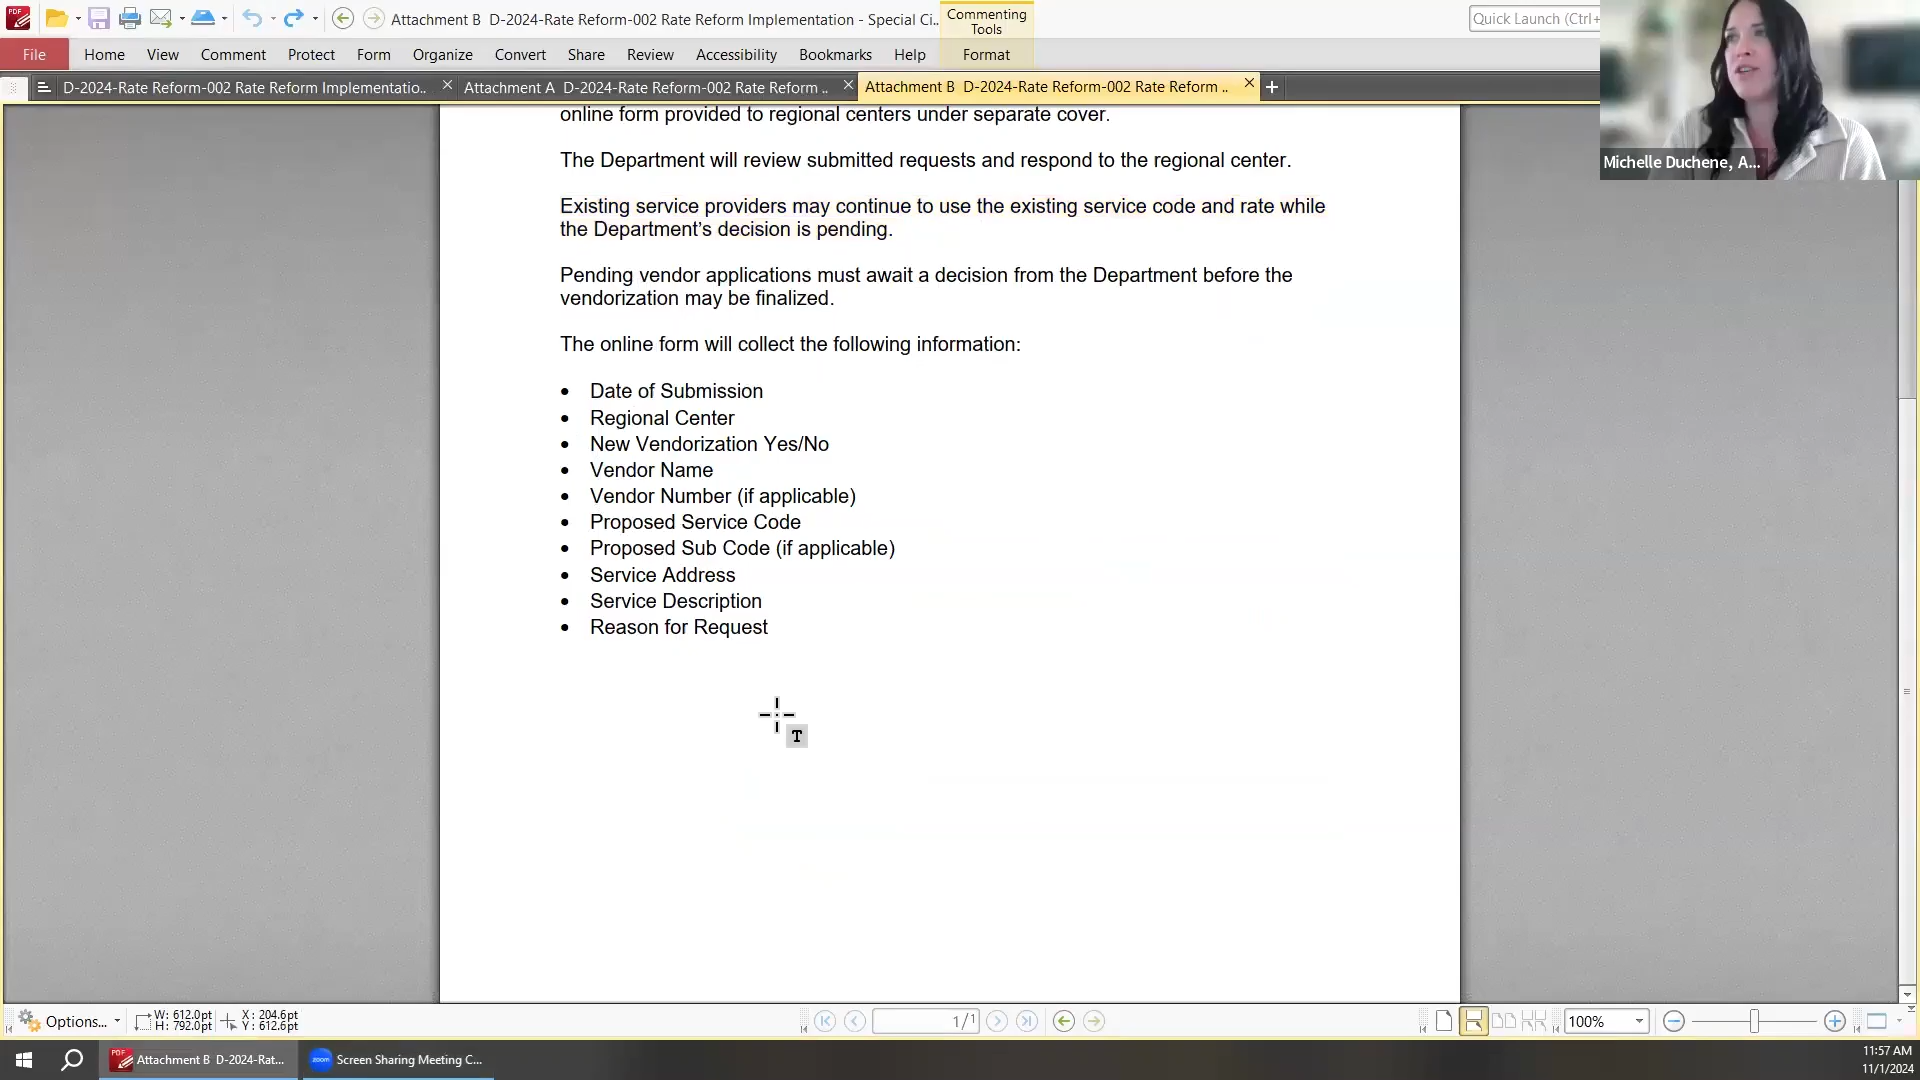 Attachment B D-2024-Rate Reform-002 Rate Reform Implementation - Special Ci..
Commenting
Tools
Quick Launch (Ctrl+
File
Home
View
Comment
Protect
Form
Organize
Convert
Share
Review
Accessibility
Bookmarks
Help
Format
D-2024-Rate Reform-002 Rate Reform Implementatio..
Attachment A D-2024-Rate Reform-002 Rate Reform ..
Attachment B D-2024-Rate Reform-002 Rate Reform ..
Michelle Duchene, A...
online form provided to regional centers under separate cover.
The Department will review submitted requests and respond to the regional center.
Existing service providers may continue to use the existing service code and rate while
the Department's decision is pending.
Pending vendor applications must await a decision from the Department before the
vendorization may be finalized.
The online form will collect the following information:
• Date of Submission
• Regional Center
• New Vendorization Yes/No
• Vendor Name
• Vendor Number (if applicable)
• Proposed Service Code
• Proposed Sub Code (if applicable)
• Service Address
• Service Description
• Reason for Request
T
Options...
W: 612.0pt
H: 792.0pt
X: 204.6pt
Y: 612.6pt
1/1
100%
PDF
Attachment B D-2024-Rat...
zoom
Screen Sharing Meeting C...
11:57 AM
11/1/2024